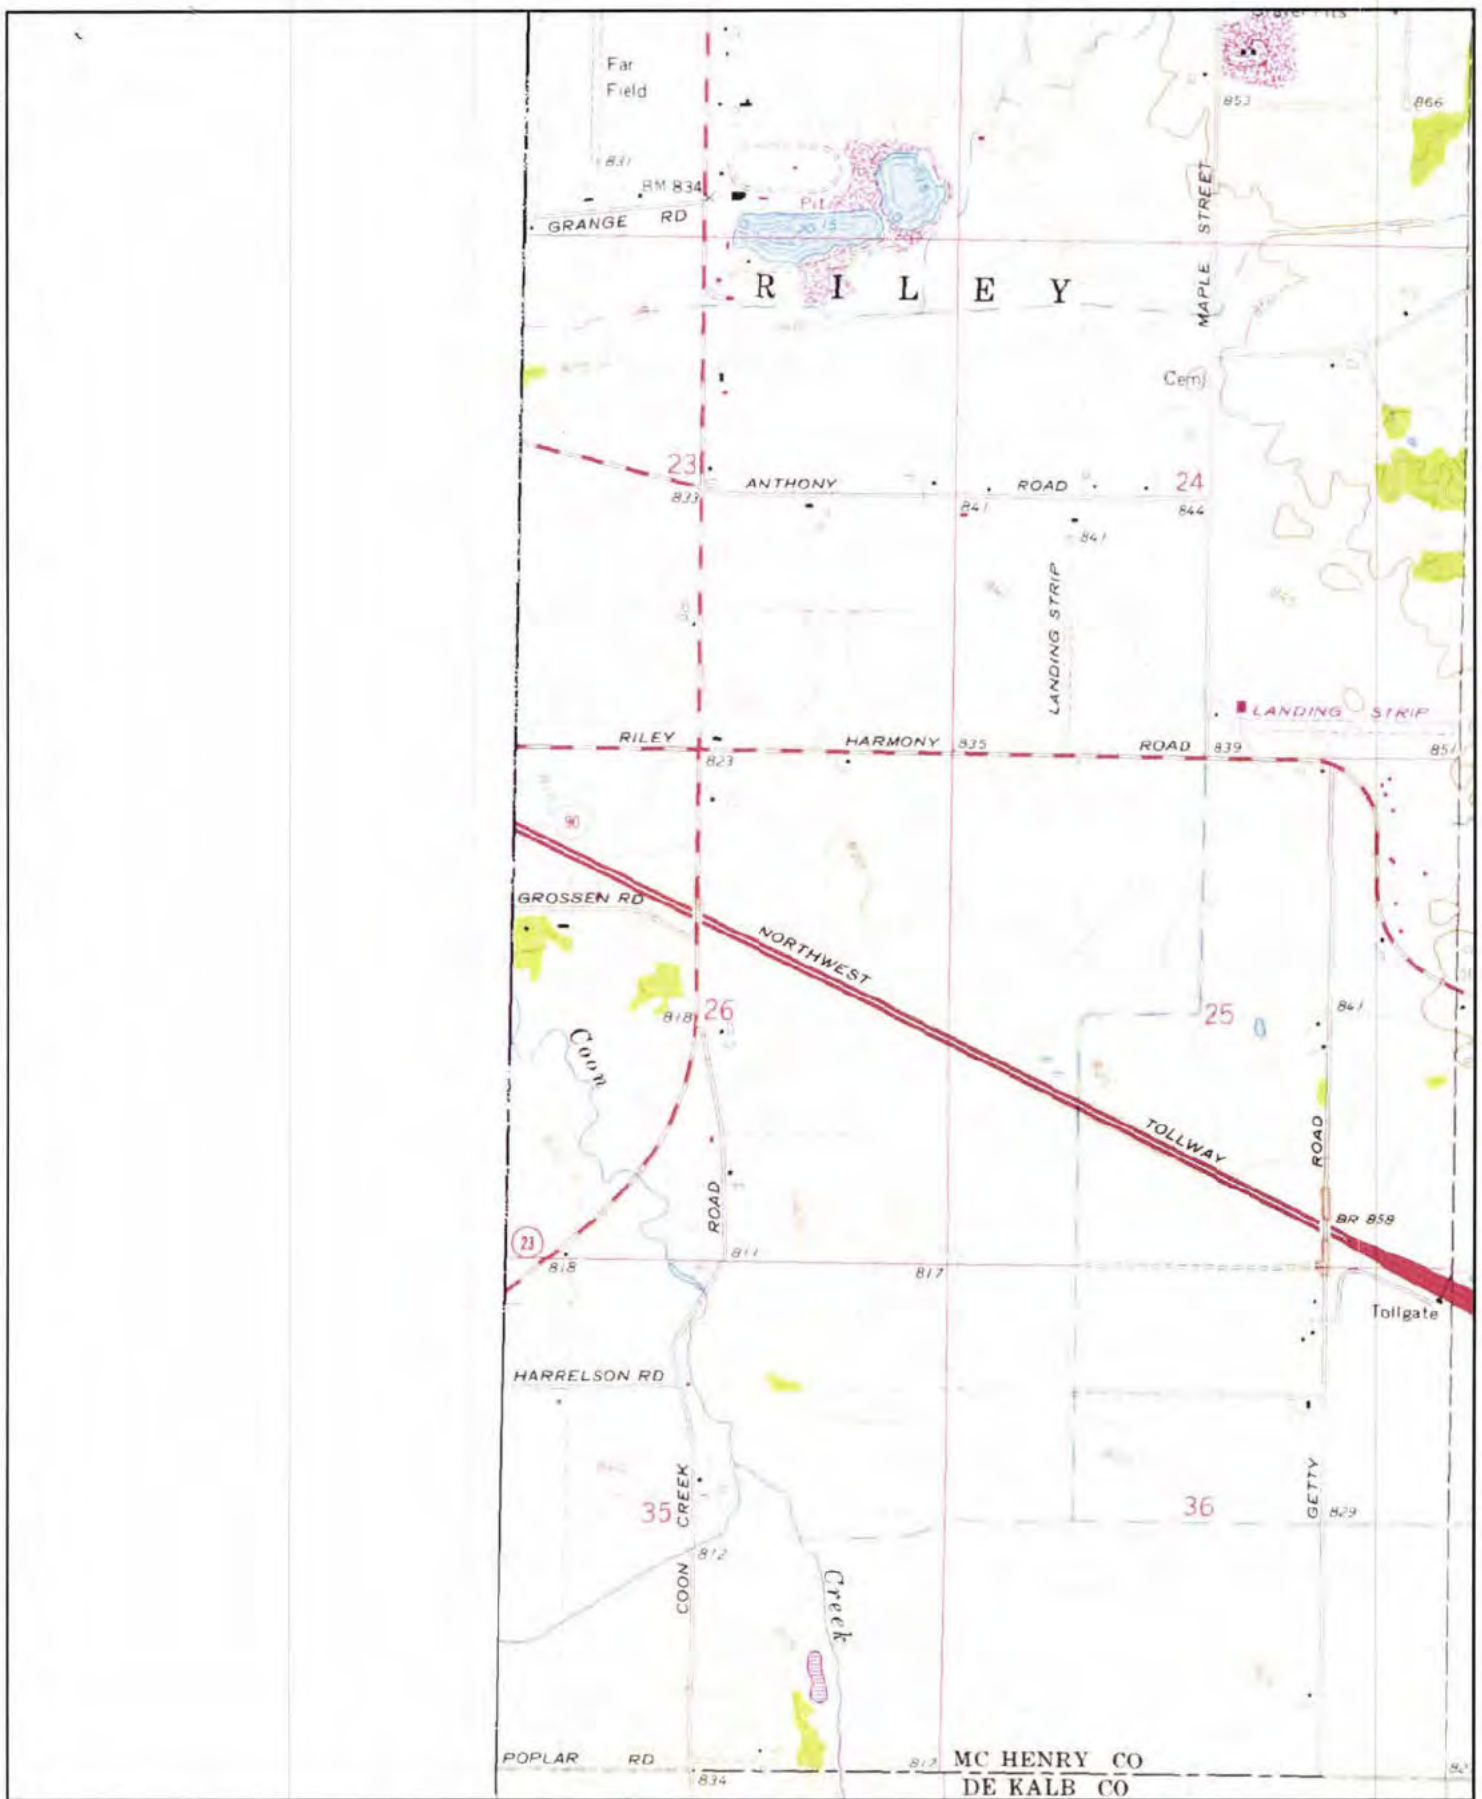 Far
Field
853
866
831
BM 834
GRANGE RD
Pit
MAPLE STREET
R I L E Y
Cem
23
833
ANTHONY ROAD
24
841
844
841
LANDING STRIP
LANDING STRIP
RILEY HARMONY ROAD
823
835
839
851
90
GROSSEN RD
NORTHWEST
818
26
25
841
Coon
TOLLWAY
ROAD
ROAD
BR 858
23
818
811
817
Tollgate
HARRELSON RD
COON CREEK
GETTY
35
36
829
812
Creek
POPLAR RD
834
817
MC HENRY CO
DE KALB CO